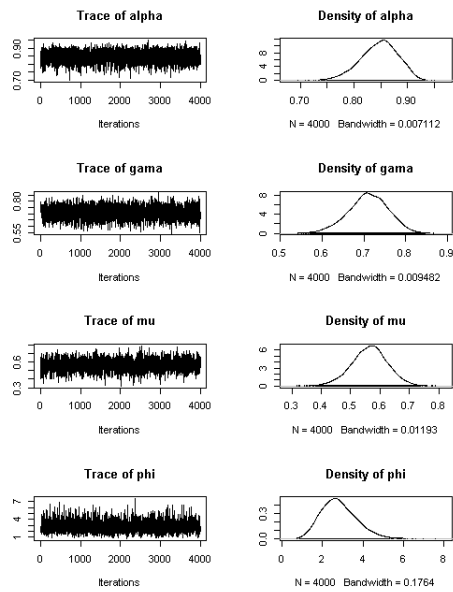 Trace of alpha
0.70 0.90
0 1000 2000 3000 4000
Iterations
Density of alpha
0 4 8
0.70 0.80 0.90
N = 4000 Bandwidth = 0.007112
Trace of gama
0.55 0.80
0 1000 2000 3000 4000
Iterations
Density of gama
0 4 8
0.5 0.6 0.7 0.8 0.9
N = 4000 Bandwidth = 0.009482
Trace of mu
0.3 0.6
0 1000 2000 3000 4000
Iterations
Density of mu
0 3 6
0.3 0.4 0.5 0.6 0.7 0.8
N = 4000 Bandwidth = 0.01193
Trace of phi
1 4 7
0 1000 2000 3000 4000
Iterations
Density of phi
0.0 0.3
0 2 4 6 8
N = 4000 Bandwidth = 0.1764